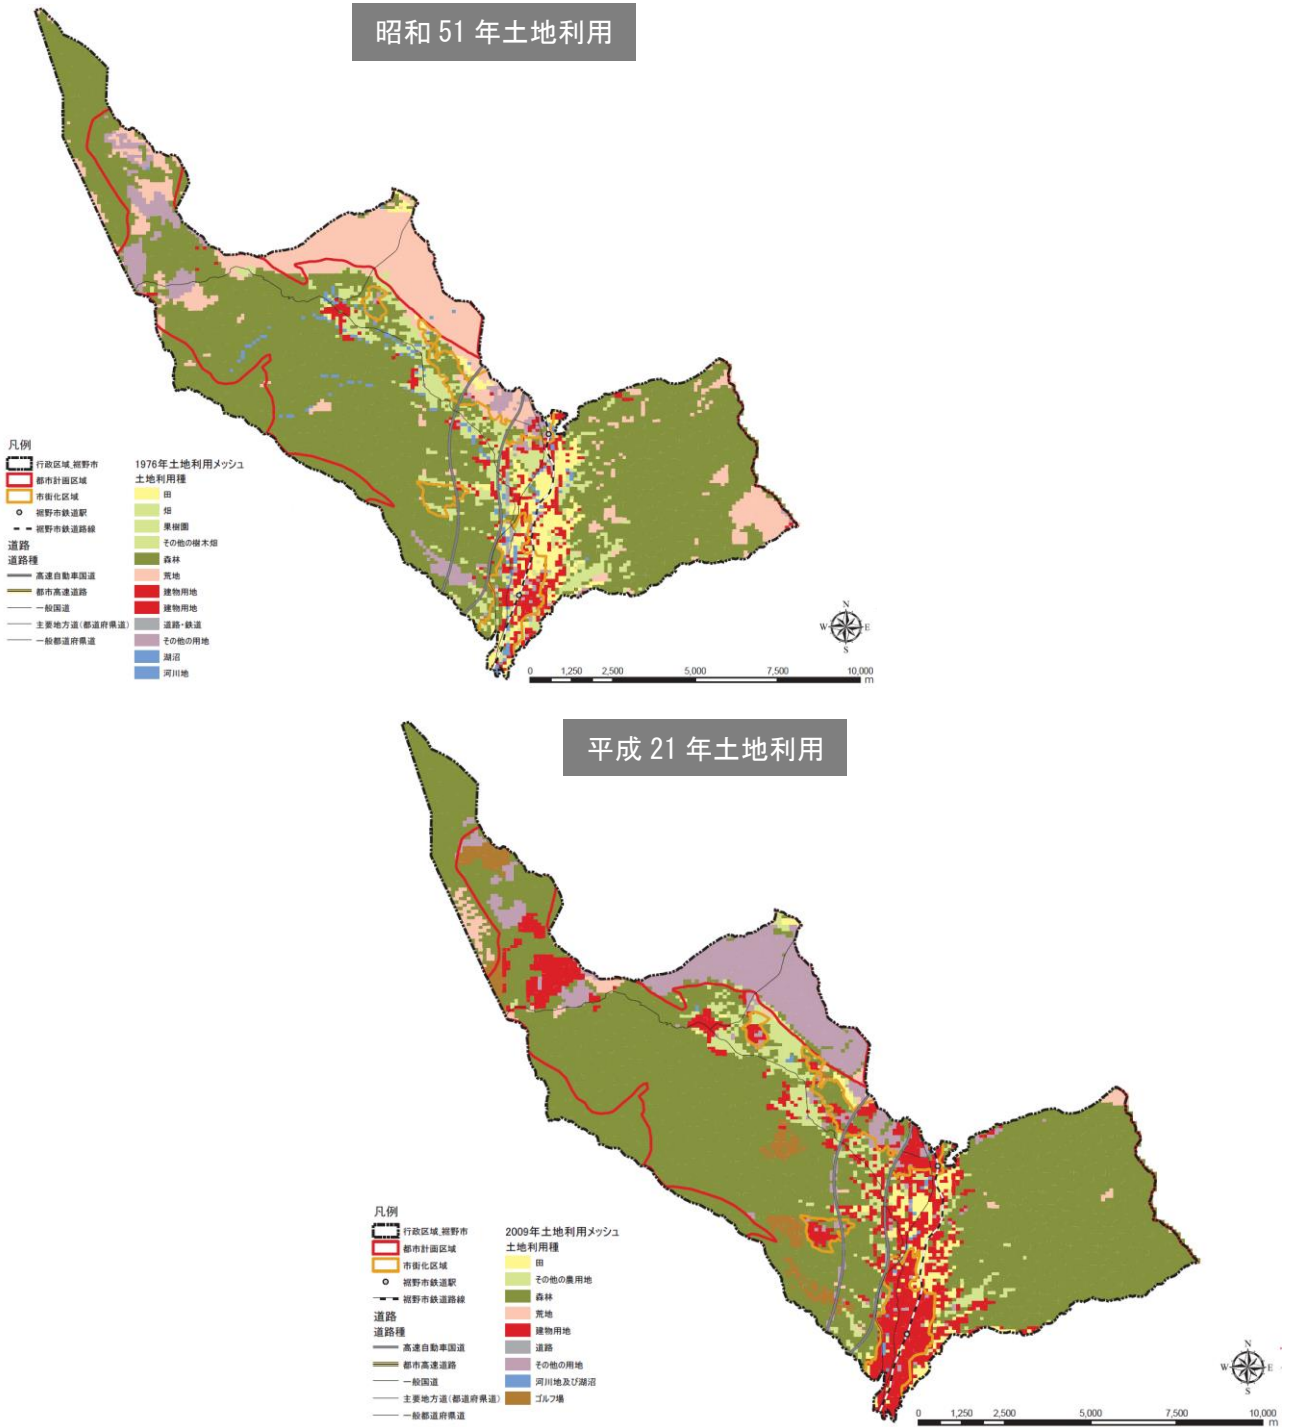 昭和 51 年土地利用
凡例
行政区域_裾野市
都市計画区域
市街化区域
裾野市鉄道駅
裾野市鉄道路線
道路
道路種
高速自動車国道
都市高速道路
一般国道
主要地方道(都道府県道)
一般都道府県道
1976年土地利用メッシュ
土地利用種
田
畑
果樹園
その他の樹木畑
森林
荒地
建物用地
建物用地
道路・鉄道
その他の用地
湖沼
河川地
N
W E
S
0 1,250 2,500 5,000 7,500 10,000
m
平成 21 年土地利用
凡例
行政区域_裾野市
都市計画区域
市街化区域
裾野市鉄道駅
裾野市鉄道路線
道路
道路種
高速自動車国道
都市高速道路
一般国道
主要地方道(都道府県道)
一般都道府県道
2009年土地利用メッシュ
土地利用種
田
その他の農用地
森林
荒地
建物用地
道路
その他の用地
河川地及び湖沼
ゴルフ場
N
W E
S
0 1,250 2,500 5,000 7,500 10,000
m